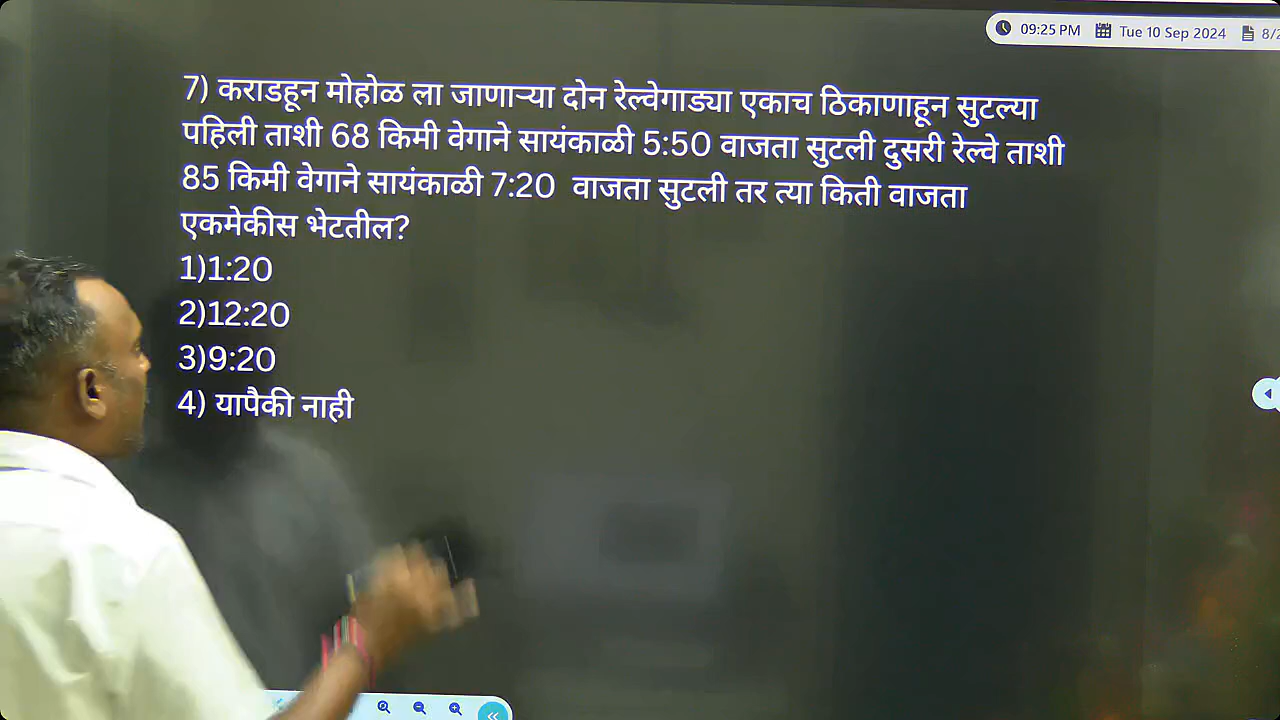 09:25 PM Tue 10 Sep 2024 8/2
7) कराडहून मोहोळ ला जाणाऱ्या दोन रेल्वेगाड्या एकाच ठिकाणाहून सुटल्या
पहिली ताशी 68 किमी वेगाने सायंकाळी 5:50 वाजता सुटली दुसरी रेल्वे ताशी
85 किमी वेगाने सायंकाळी 7:20 वाजता सुटली तर त्या किती वाजता
एकमेकीस भेटतील?
1)1:20
2)12:20
3)9:20
4) यापैकी नाही